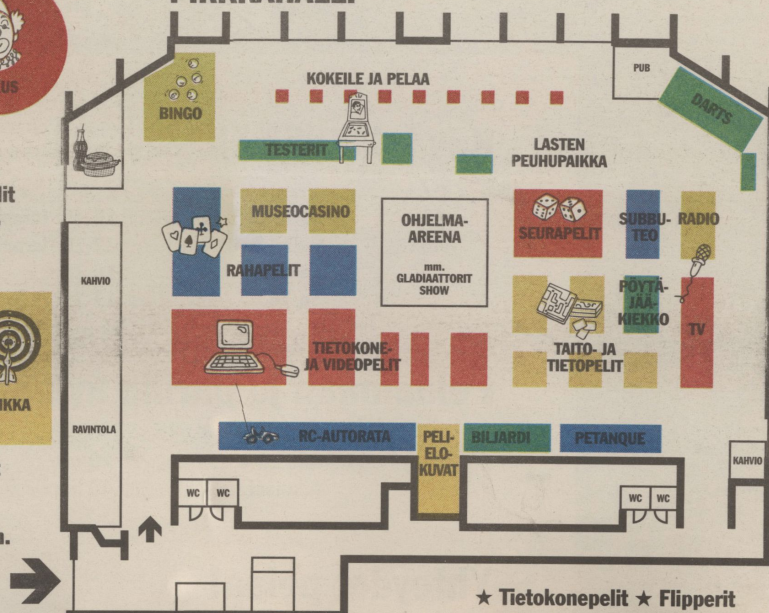 US
PUB
KOKEILE JA PELAA
BINGO
DARTS
TESTERIT
LASTEN
PEUHUPAIKKA
lit
MUSEOCASINO
OHJELMA-
AREENA
mm.
GLADIAATTORIT
SHOW
SEURAPELIT
SUBBU-
TEO
RADIO
RAHAPELIT
KAHVIO
PÖYTÄ-
JÄÄ-
KIEKKO
TV
TIETOKONE-
JA VIDEOPELIT
TAITO- JA
TIETOPELIT
IKKA
RAVINTOLA
RC-AUTORATA
PELI-
ELO-
KUVAT
BILJARDI
PETANQUE
KAHVIO
WC WC
WC WC
★ Tietokonepelit ★ Flipperit